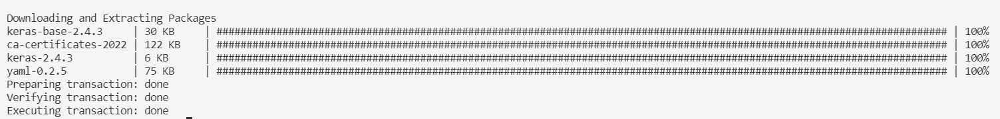 Downloading and Extracting Packages
keras-base-2.4.3     | 30 KB     | ########################################################################################################################## | 100%
ca-certificates-2022 | 122 KB    | ########################################################################################################################## | 100%
keras-2.4.3          | 6 KB      | ########################################################################################################################## | 100%
yaml-0.2.5           | 75 KB     | ########################################################################################################################## | 100%
Preparing transaction: done
Verifying transaction: done
Executing transaction: done